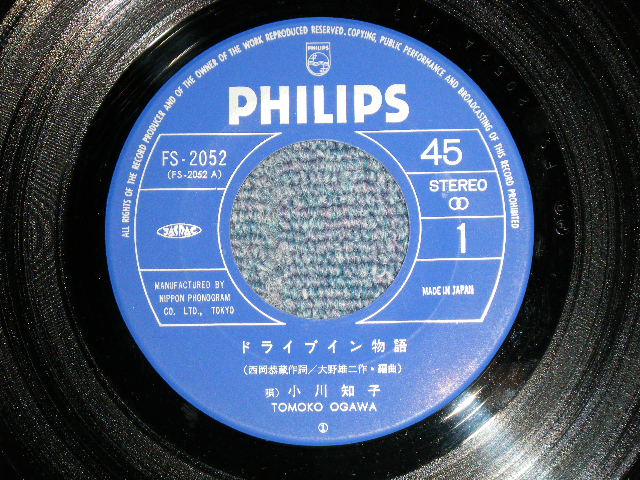 ALL RIGHTS OF THE RECORD PRODUCER AND OF THE OWNER OF THE WORK REPRODUCED RESERVED. COPYING, PUBLIC PERFORMANCE AND BROADCASTING OF THIS RECORD PROHIBITED
PHILIPS
PHILIPS
FS-2052
(FS-2052 A)
45
STEREO
JASRAC
1
MANUFACTURED BY
NIPPON PHONOGRAM
CO. LTD., TOKYO
MADE IN JAPAN
ドライブイン物語
(西岡恭蔵作詞/大野雄二作・編曲)
唄) 小川知子
TOMOKO OGAWA
①